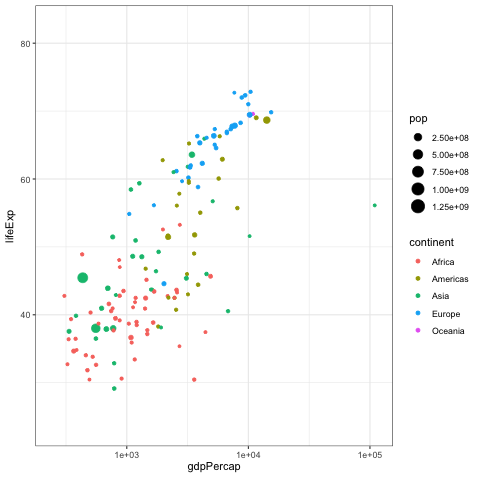 80
60
40
lifeExp
1e+03
1e+04
1e+05
gdpPercap
pop
2.50e+08
5.00e+08
7.50e+08
1.00e+09
1.25e+09
continent
Africa
Americas
Asia
Europe
Oceania